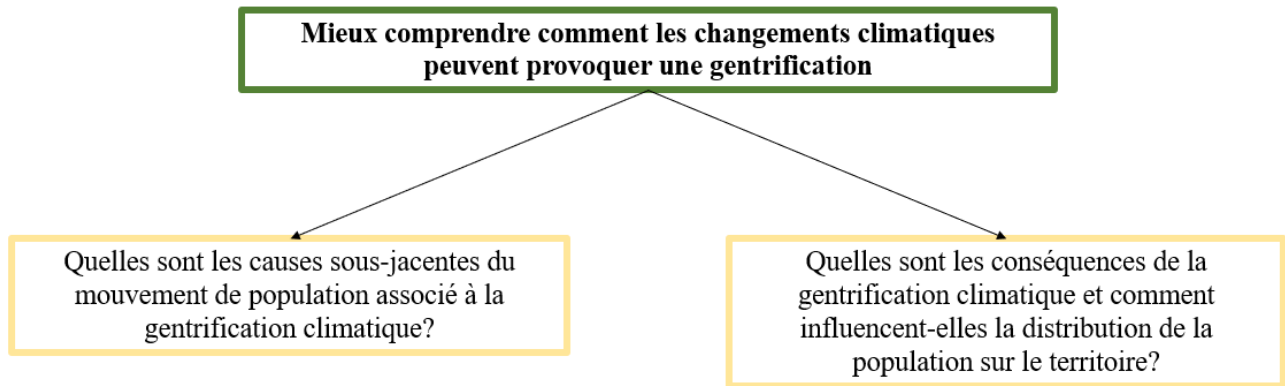 Mieux comprendre comment les changements climatiques
peuvent provoquer une gentrification
Quelles sont les causes sous-jacentes du
mouvement de population associé à la
gentrification climatique?
Quelles sont les conséquences de la
gentrification climatique et comment
influencent-elles la distribution de la
population sur le territoire?